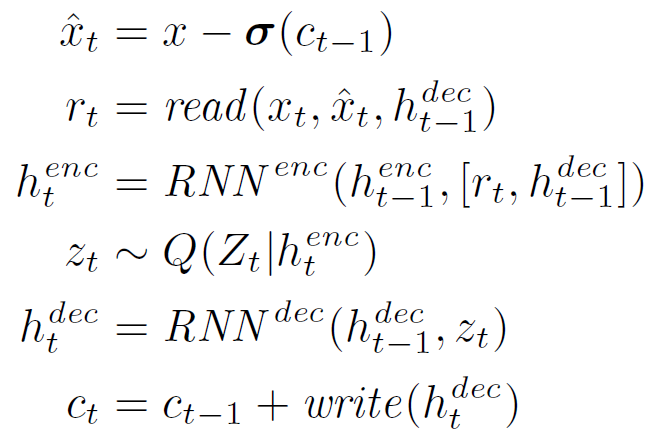 x̂_t = x − σ(c_{t−1})
r_t = read(x_t, x̂_t, h^{dec}_{t−1})
h^{enc}_t = RNN^{enc}(h^{enc}_{t−1}, [r_t, h^{dec}_{t−1}])
z_t ∼ Q(Z_t|h^{enc}_t)
h^{dec}_t = RNN^{dec}(h^{dec}_{t−1}, z_t)
c_t = c_{t−1} + write(h^{dec}_t)